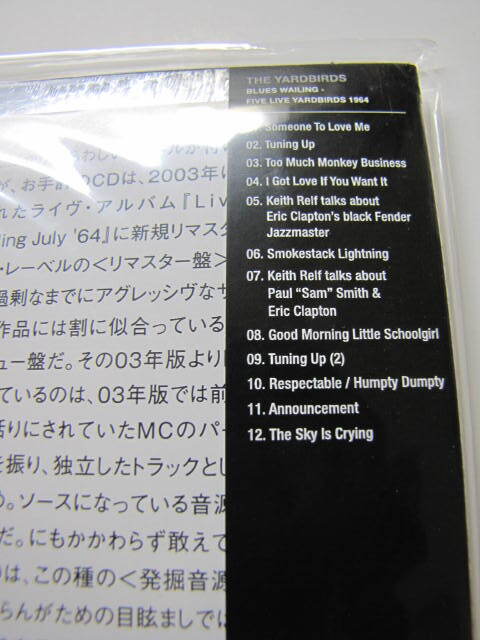 THE YARDBIRDS
BLUES WAILING -
FIVE LIVE YARDBIRDS 1964
Someone To Love Me
02. Tuning Up
03. Too Much Monkey Business
04. I Got Love If You Want It
05. Keith Relf talks about
Eric Clapton's black Fender
Jazzmaster
06. Smokestack Lightning
07. Keith Relf talks about
Paul "Sam" Smith &
Eric Clapton
08. Good Morning Little Schoolgirl
09. Tuning Up (2)
10. Respectable / Humpty Dumpty
11. Announcement
12. The Sky Is Crying
が、お手許のCDは、2003年に
れたライヴ・アルバム『Liv
ling July '64』に新規リマスタ
・レーベルの<リマスター盤>
過剰なまでにアグレッシヴなサ
作品には割に似合っている。
ュー盤だ。その03年版より
ているのは、03年版では前
括りにされていたMCのパー
を振り、独立したトラックとし
め。ソースになっている音源
だ。にもかかわらず敢えて
のは、この種の<発掘音源
らんがための目眩ましでは